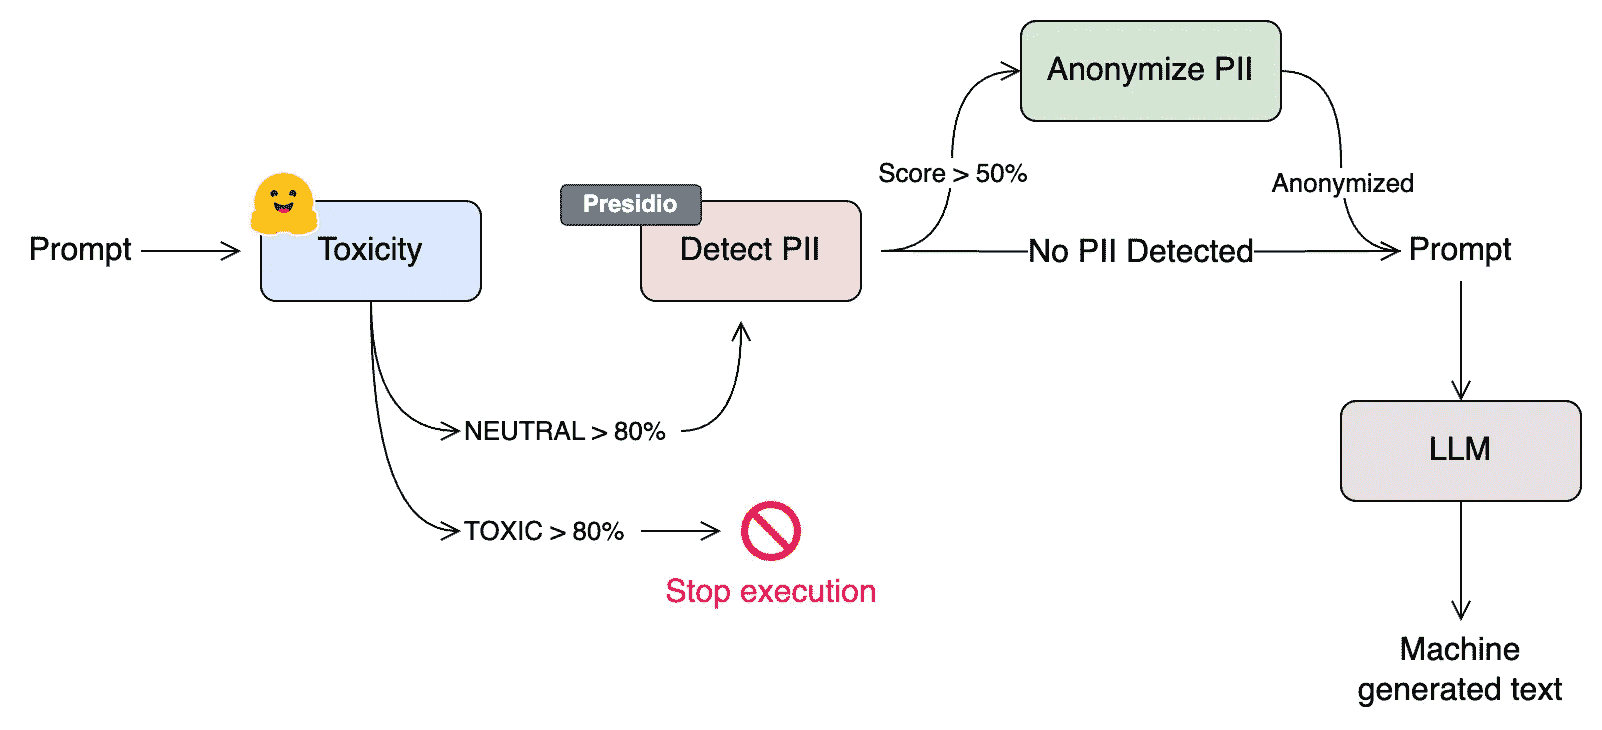 Anonymize PII
Score > 50%
Anonymized
Presidio
Prompt
Toxicity
Detect PII
No PII Detected
Prompt
NEUTRAL > 80%
LLM
TOXIC > 80%
Stop execution
Machine
generated text